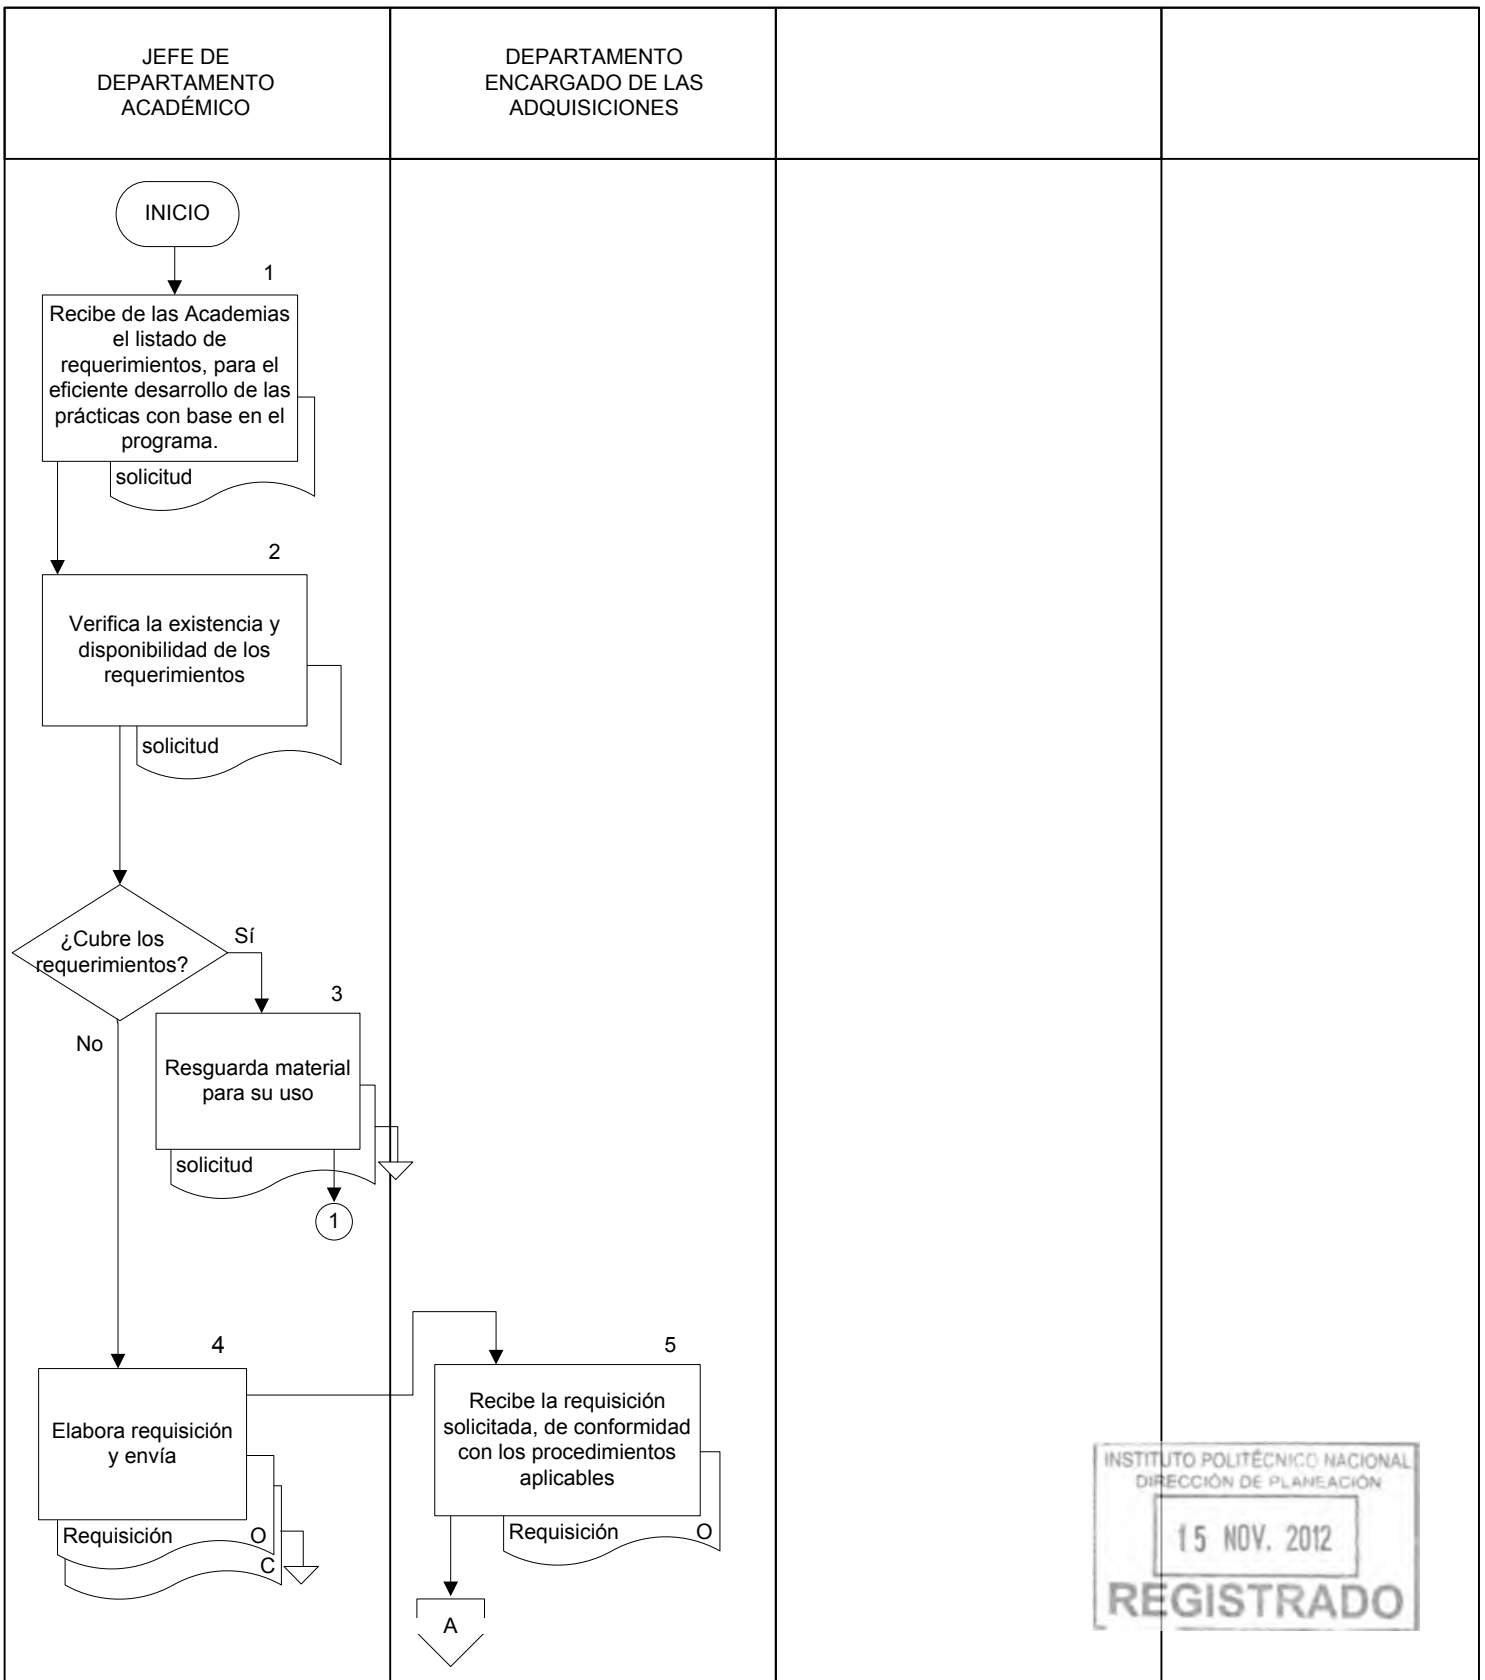 JEFE DE
DEPARTAMENTO
ACADÉMICO
DEPARTAMENTO
ENCARGADO DE LAS
ADQUISICIONES
INICIO
1
Recibe de las Academias
el listado de
requerimientos, para el
eficiente desarrollo de las
prácticas con base en el
programa.
solicitud
2
Verifica la existencia y
disponibilidad de los
requerimientos
solicitud
¿Cubre los
requerimientos?
Sí
No
3
Resguarda material
para su uso
solicitud
1
4
Elabora requisición
y envía
Requisición O
C
5
Recibe la requisición
solicitada, de conformidad
con los procedimientos
aplicables
Requisición O
A
INSTITUTO POLITÉCNICO NACIONAL
DIRECCIÓN DE PLANEACIÓN
15 NOV. 2012
REGISTRADO